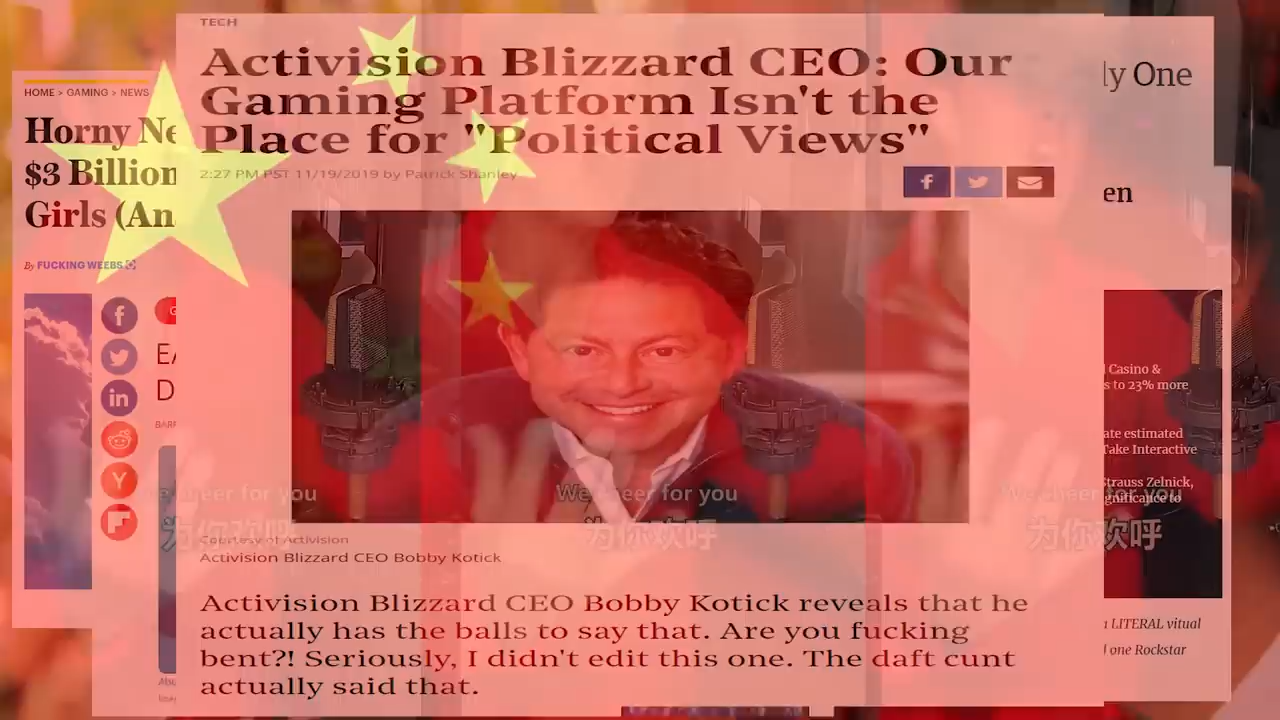 TECH
Activision Blizzard CEO: Our
Gaming Platform Isn't the
Place for "Political Views"
2:27 PM PST 11/19/2019 by Patrick Shanley
HOME > GAMING > NEWS
Horny Ne
$3 Billion
Girls (An
By FUCKING WEEBS
EA
D
BARR
ly One
en
Casino &
s to 23% more
ate estimated
Take Interactive
Strauss Zelnick,
gnificance to
LITERAL vitual
one Rockstar
We cheer for you
为你欢呼
We cheer for you
为你欢呼
We cheer for you
为你欢呼
Courtesy of Activision
Activision Blizzard CEO Bobby Kotick
Activision Blizzard CEO Bobby Kotick reveals that he
actually has the balls to say that. Are you fucking
bent?! Seriously, I didn't edit this one. The daft cunt
actually said that.